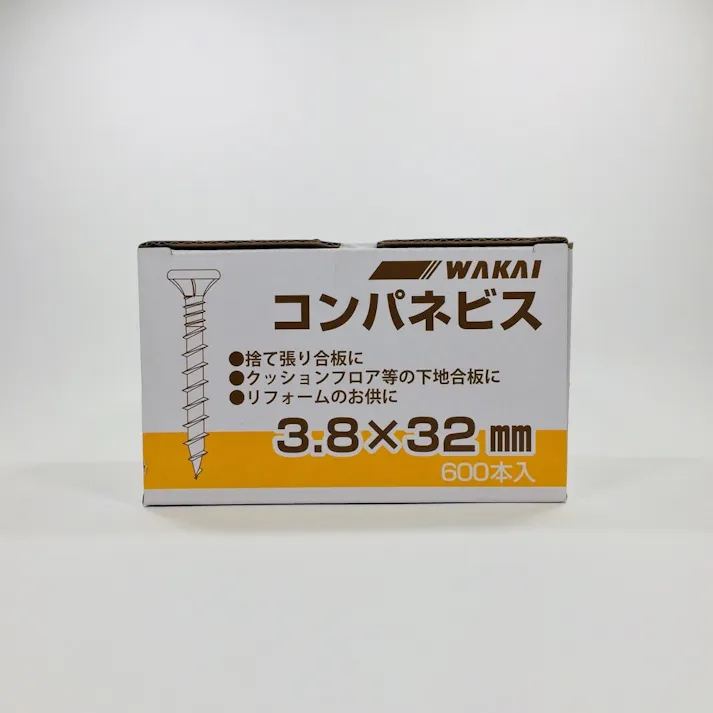 WAKAI
コンパネビス
●捨て張り合板に
●クッションフロア等の下地合板に
●リフォームのお供に
3.8×32mm
600本入